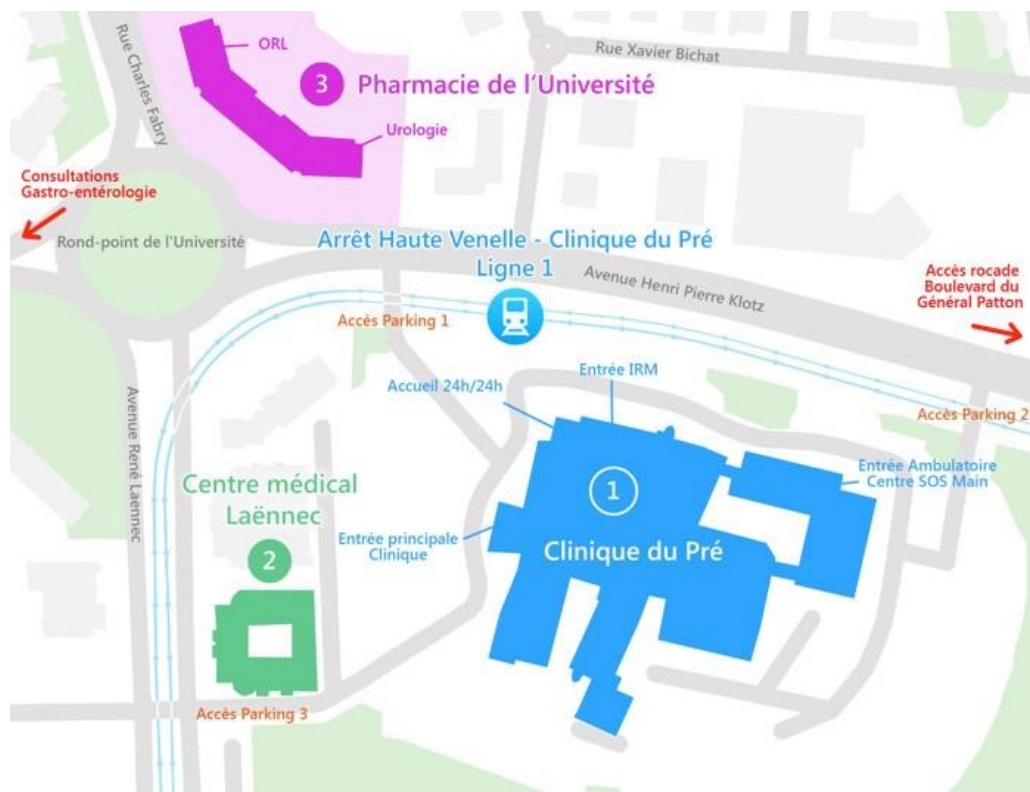 ORL
Rue Charles Fabry
3 Pharmacie de l'Université
Rue Xavier Bichat
Urologie
Consultations
Gastro-entérologie
Rond-point de l'Université
Arrêt Haute Venelle - Clinique du Pré
Ligne 1
Avenue Henri Pierre Klotz
Accès rocade
Boulevard du
Général Patton
Accès Parking 1
Entrée IRM
Accueil 24h/24h
Accès Parking 2
Avenue René Laennec
Entrée Ambulatoire
Centre SOS Main
Centre médical
Laënnec
2
1
Entrée principale
Clinique
Clinique du Pré
Accès Parking 3